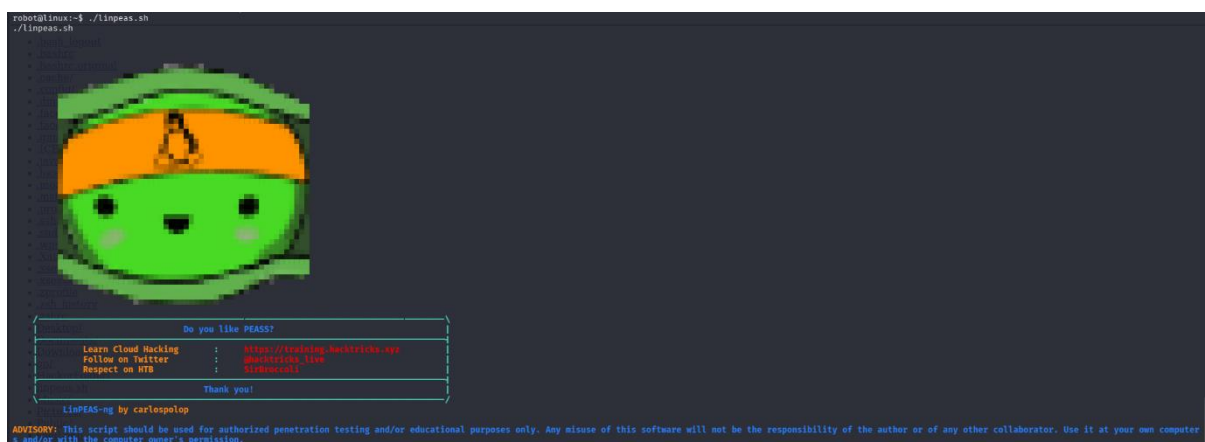 robot@linux:~$ ./linpeas.sh
./linpeas.sh
Do you like PEASS?
Learn Cloud Hacking : https://training.hacktricks.xyz
Follow on Twitter : @hacktricks_live
Respect on HTB : SirBroccoli
Thank you!
LinPEAS-ng by carlospolop
ADVISORY: This script should be used for authorized penetration testing and/or educational purposes only. Any misuse of this software will not be the responsibility of the author or of any other collaborator. Use it at your own computer
s and/or with the computer owner's permission.